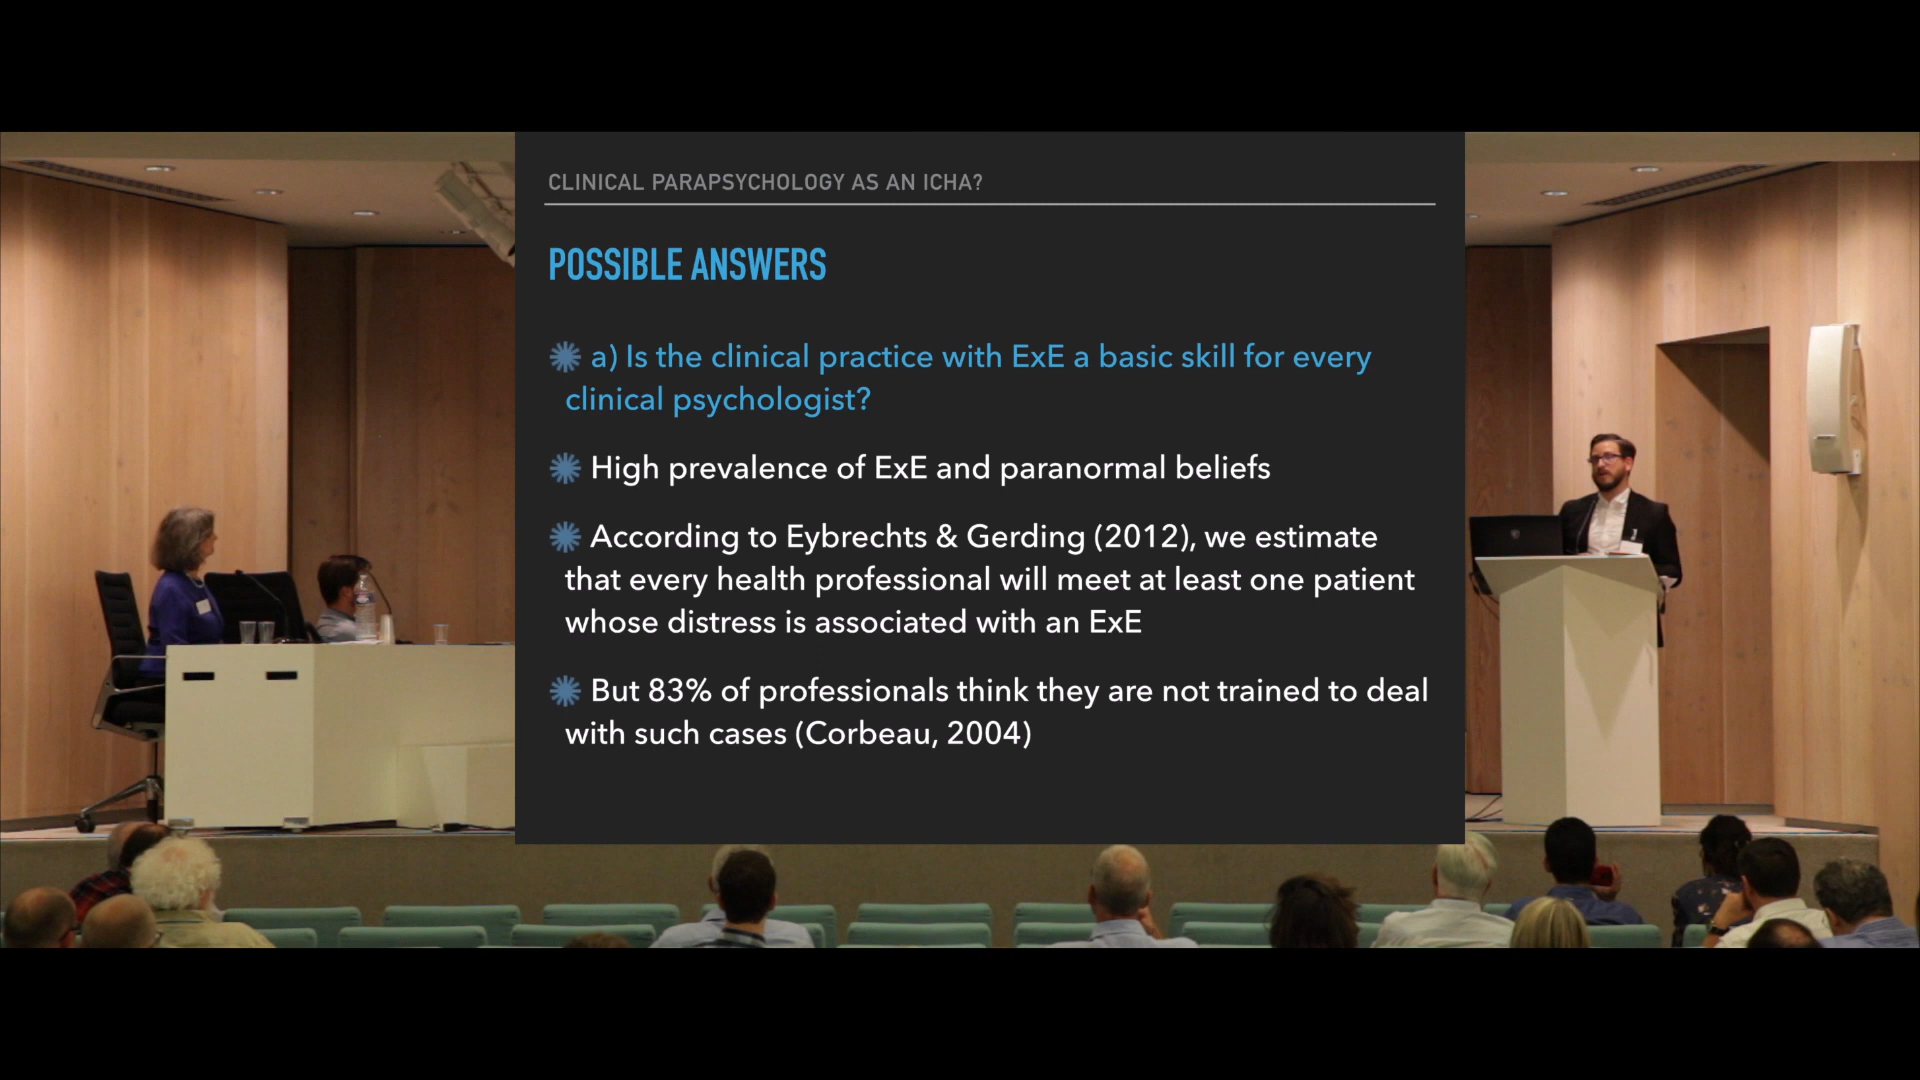 CLINICAL PARAPSYCHOLOGY AS AN ICHA?
POSSIBLE ANSWERS
a) Is the clinical practice with ExE a basic skill for every
clinical psychologist?
High prevalence of ExE and paranormal beliefs
According to Eybrechts & Gerding (2012), we estimate
that every health professional will meet at least one patient
whose distress is associated with an ExE
But 83% of professionals think they are not trained to deal
with such cases (Corbeau, 2004)